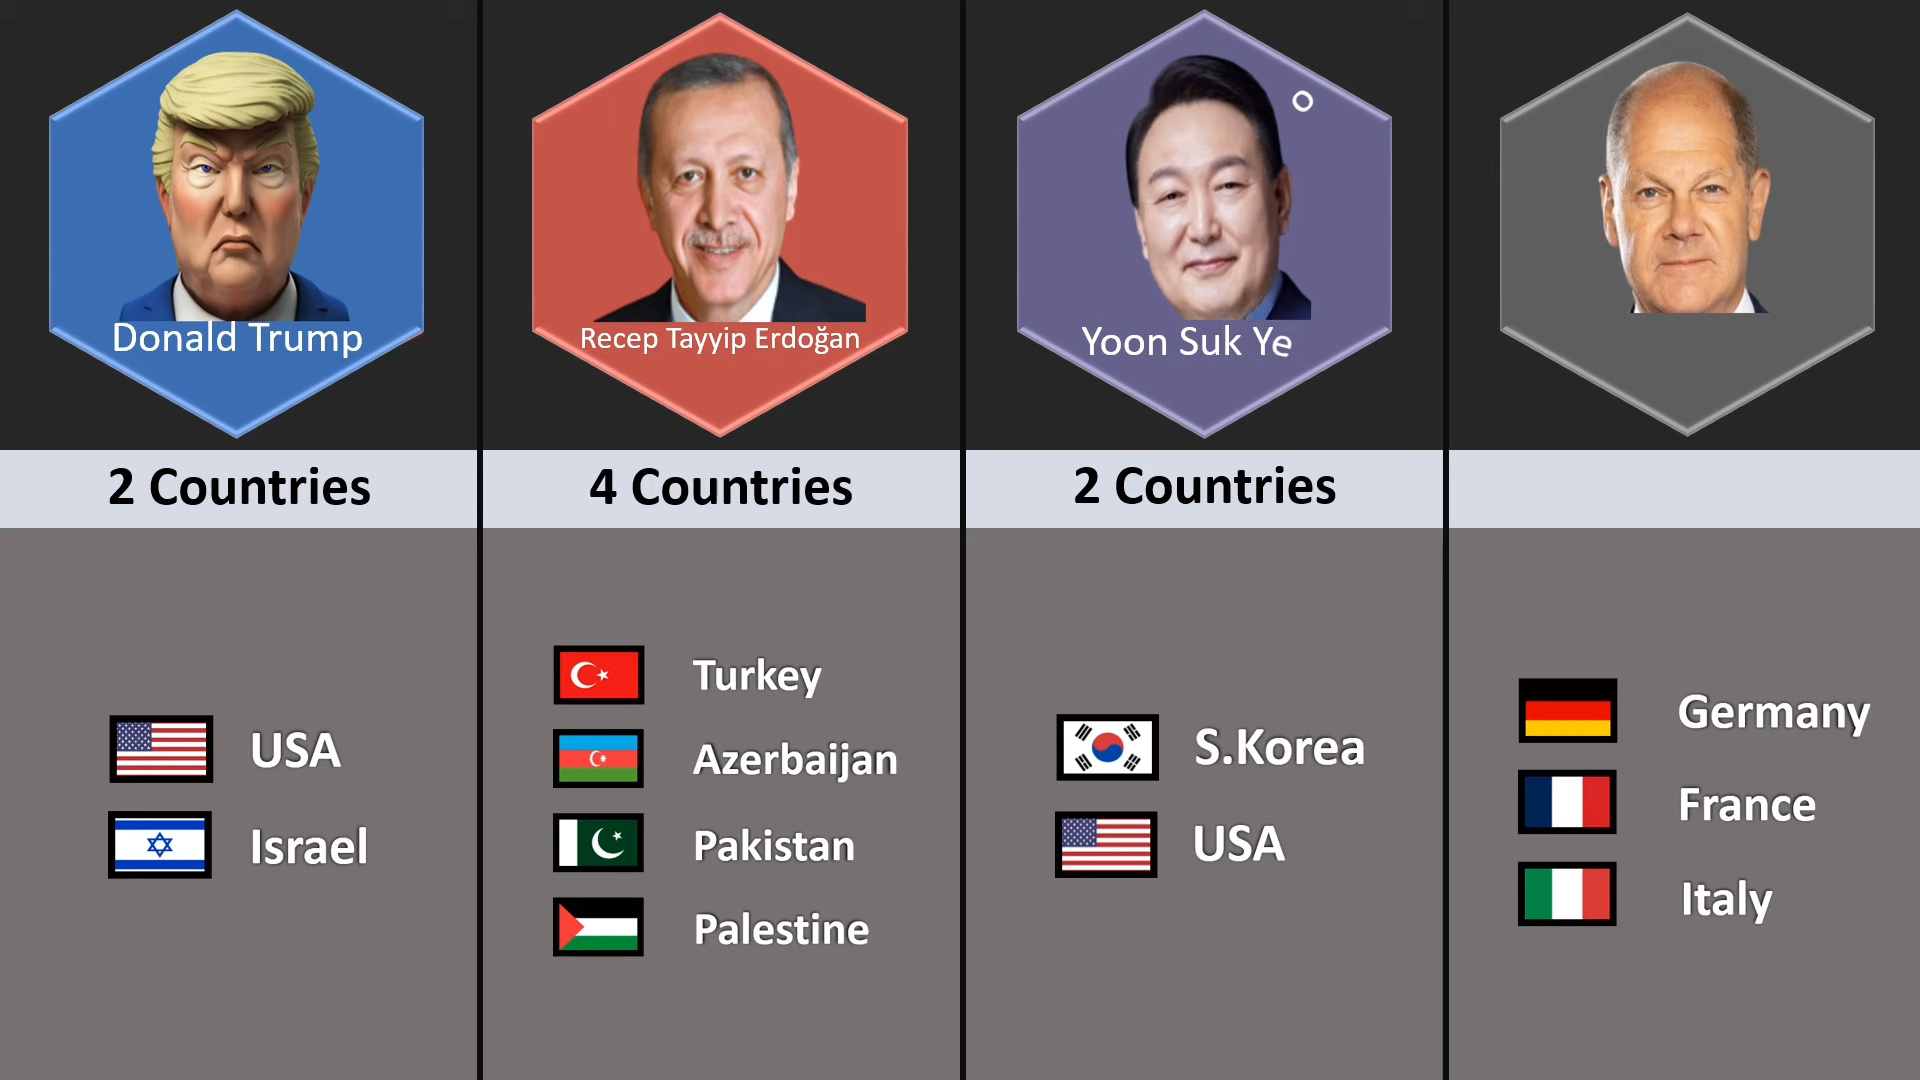 Donald Trump
2 Countries
USA
Israel
Recep Tayyip Erdoğan
4 Countries
Turkey
Azerbaijan
Pakistan
Palestine
Yoon Suk Ye
2 Countries
S.Korea
USA
Germany
France
Italy